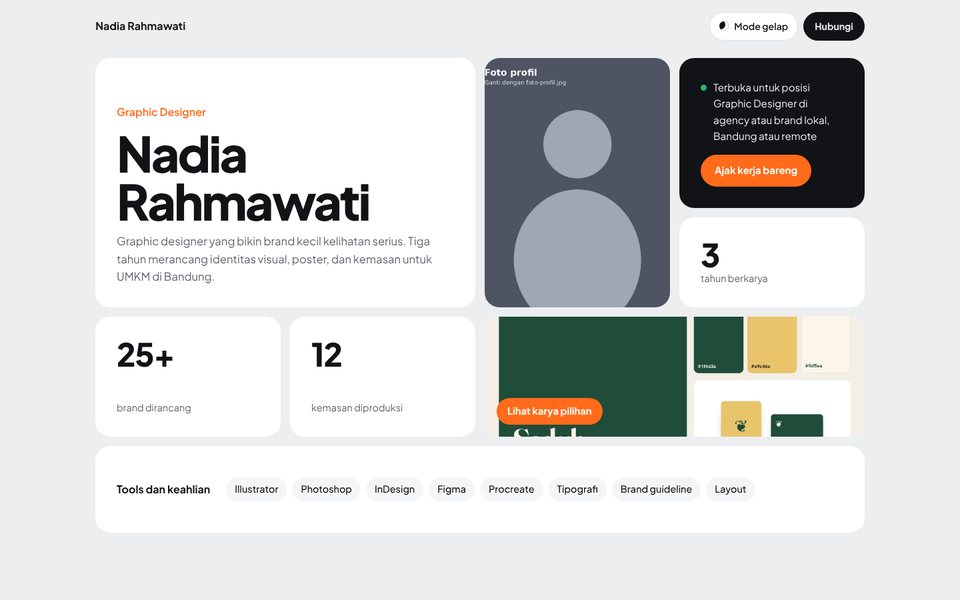 Nadia Rahmawati
Mode gelap
Hubungi
Graphic Designer
Nadia
Rahmawati
Graphic designer yang bikin brand kecil kelihatan serius. Tiga
tahun merancang identitas visual, poster, dan kemasan untuk
UMKM di Bandung.
Foto profil
Ganti dengan foto-profil.jpg
Terbuka untuk posisi
Graphic Designer di
agency atau brand lokal,
Bandung atau remote
Ajak kerja bareng
3
tahun berkarya
25+
brand dirancang
12
kemasan diproduksi
Lihat karya pilihan
Tools dan keahlian
Illustrator
Photoshop
InDesign
Figma
Procreate
Tipografi
Brand guideline
Layout